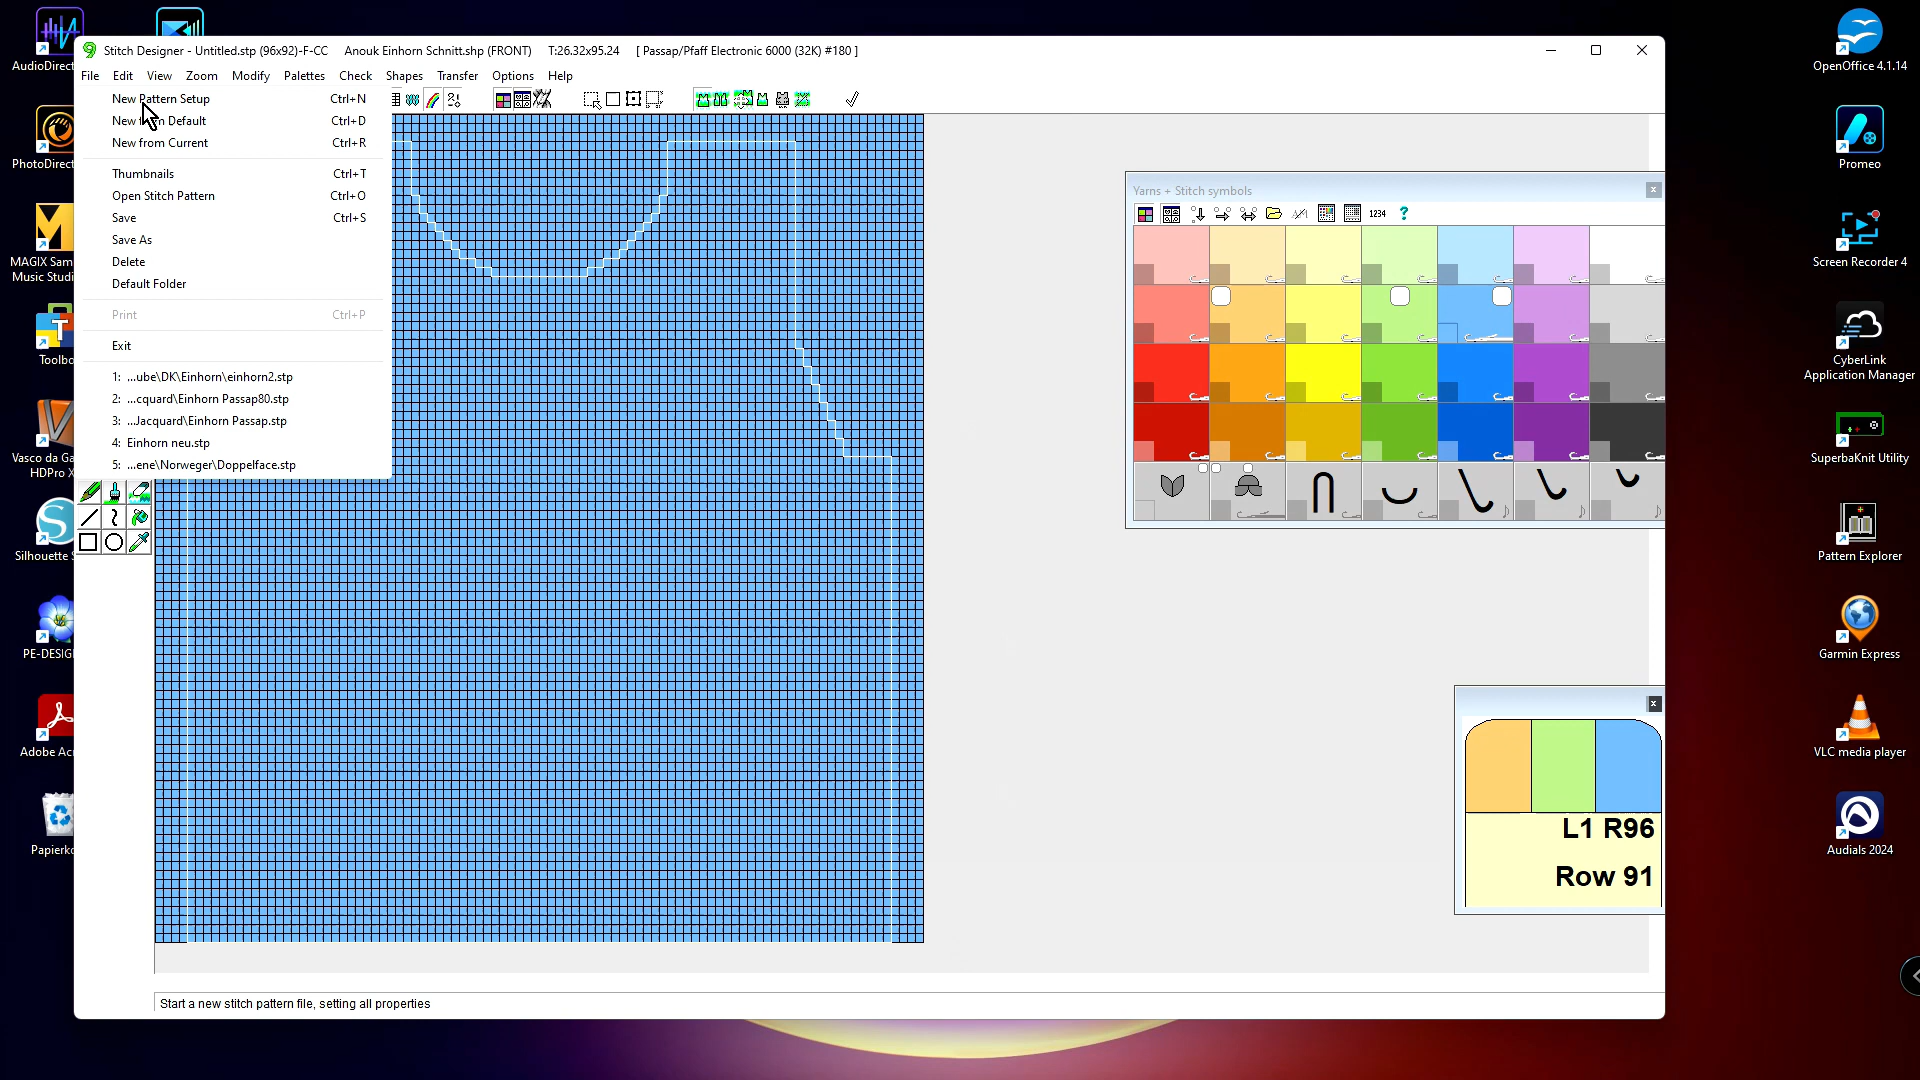 Stitch Designer - Untitled.stp (96x92)-F-CC Anouk Einhorn Schnitt.shp (FRONT) T:26.32x95.24 [ Passap/Pfaff Electronic 6000 (32K) #180 ]
File Edit View Zoom Modify Palettes Check Shapes Transfer Options Help
New Pattern Setup Ctrl+N
New Default Ctrl+D
New from Current Ctrl+R
Thumbnails Ctrl+T
Open Stitch Pattern Ctrl+O
Save Ctrl+S
Save As
Delete
Default Folder
Print Ctrl+P
Exit
1: ...ube\DK\Einhorn\einhorn2.stp
2: ...cquard\Einhorn Passap80.stp
3: ...Jacquard\Einhorn Passap.stp
4: Einhorn neu.stp
5: ...ene\Norweger\Doppelface.stp
Yarns + Stitch symbols
1234
?
L1 R96
Row 91
Start a new stitch pattern file, setting all properties
AudioDirect
PhotoDirect
MAGIX Sam
Music Studi
Toolbo
Vasco da Ga
HDPro X
Silhouette S
PE-DESIG
Adobe Acr
Papierko
OpenOffice 4.1.14
Promeo
Screen Recorder 4
CyberLink
Application Manager
SuperbaKnit Utility
Pattern Explorer
Garmin Express
VLC media player
Audials 2024